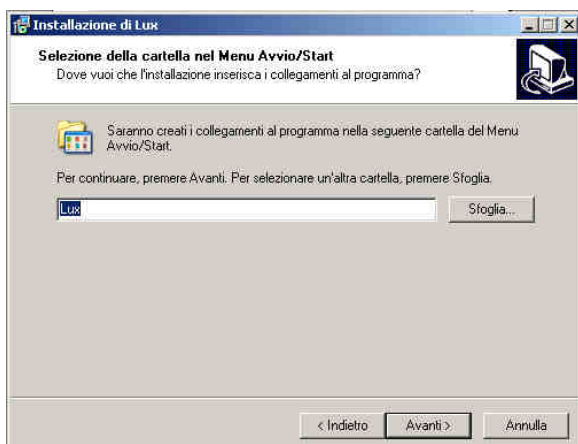 Installazione di Lux
Selezione della cartella nel Menu Avvio/Start
Dove vuoi che l'installazione inserisca i collegamenti al programma?
Saranno creati i collegamenti al programma nella seguente cartella del Menu
Avvio/Start.
Per continuare, premere Avanti. Per selezionare un'altra cartella, premere Sfoglia.
Lux
Sfoglia...
< Indietro
Avanti >
Annulla